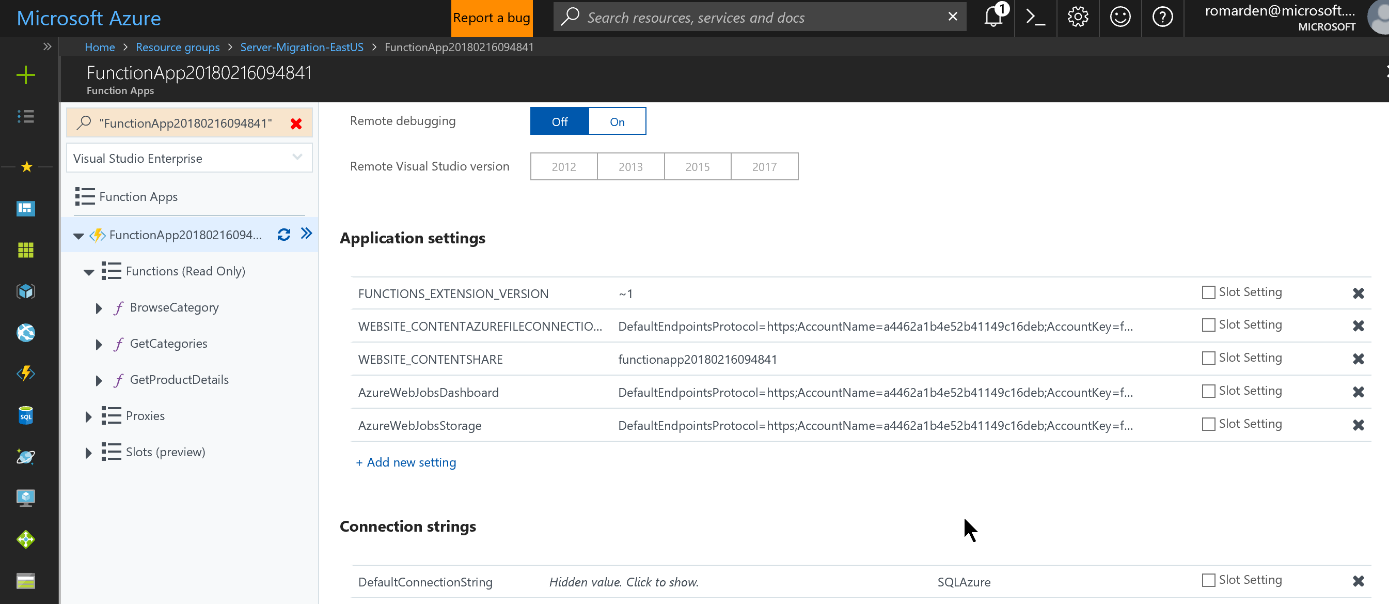 Microsoft Azure
Report a bug
Search resources, services and docs
1
romarden@microsoft....
MICROSOFT
Home > Resource groups > Server-Migration-EastUS > FunctionApp20180216094841
FunctionApp20180216094841
Function Apps
"FunctionApp20180216094841"
Visual Studio Enterprise
Function Apps
FunctionApp20180216094...
Functions (Read Only)
BrowseCategory
GetCategories
GetProductDetails
Proxies
Slots (preview)
SQL
Remote debugging Off On
Remote Visual Studio version 2012 2013 2015 2017
Application settings
FUNCTIONS_EXTENSION_VERSION ~1 Slot Setting
WEBSITE_CONTENTAZUREFILECONNECTIO... DefaultEndpointsProtocol=https;AccountName=a4462a1b4e52b41149c16deb;AccountKey=f... Slot Setting
WEBSITE_CONTENTSHARE functionapp20180216094841 Slot Setting
AzureWebJobsDashboard DefaultEndpointsProtocol=https;AccountName=a4462a1b4e52b41149c16deb;AccountKey=f... Slot Setting
AzureWebJobsStorage DefaultEndpointsProtocol=https;AccountName=a4462a1b4e52b41149c16deb;AccountKey=f... Slot Setting
+ Add new setting
Connection strings
DefaultConnectionString Hidden value. Click to show. SQLAzure Slot Setting